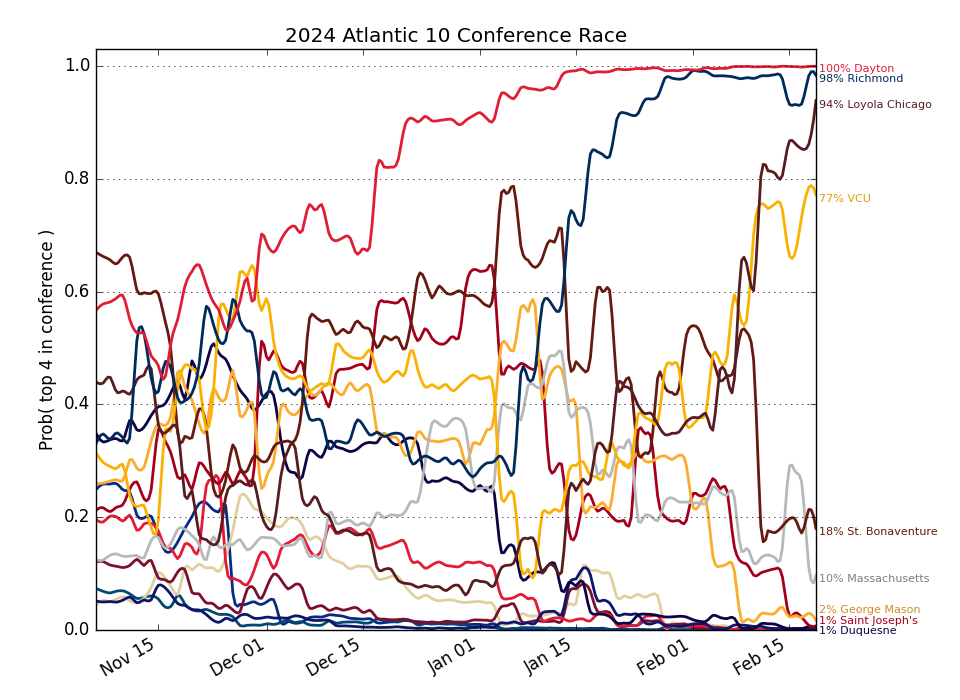 2024 Atlantic 10 Conference Race
Prob( top 4 in conference )
1.0
0.8
0.6
0.4
0.2
0.0
Nov 15
Dec 01
Dec 15
Jan 01
Jan 15
Feb 01
Feb 15
100% Dayton
98% Richmond
94% Loyola Chicago
77% VCU
18% St. Bonaventure
10% Massachusetts
2% George Mason
1% Saint Joseph's
1% Duquesne